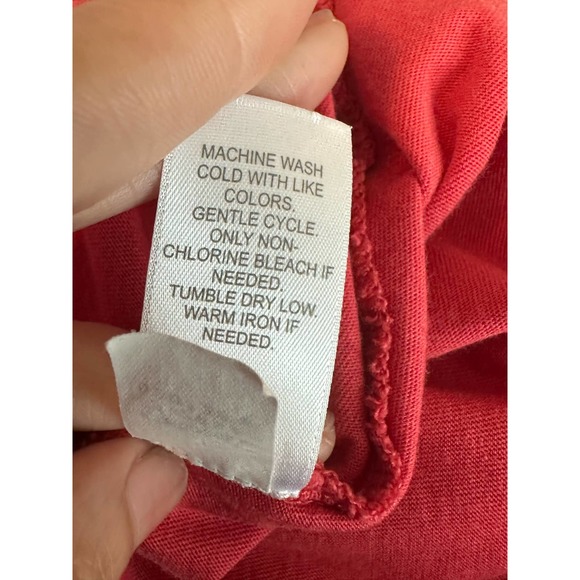 MACHINE WASH
COLD WITH LIKE
COLORS.
GENTLE CYCLE.
ONLY NON-
CHLORINE BLEACH IF
NEEDED.
TUMBLE DRY LOW.
WARM IRON IF
NEEDED.